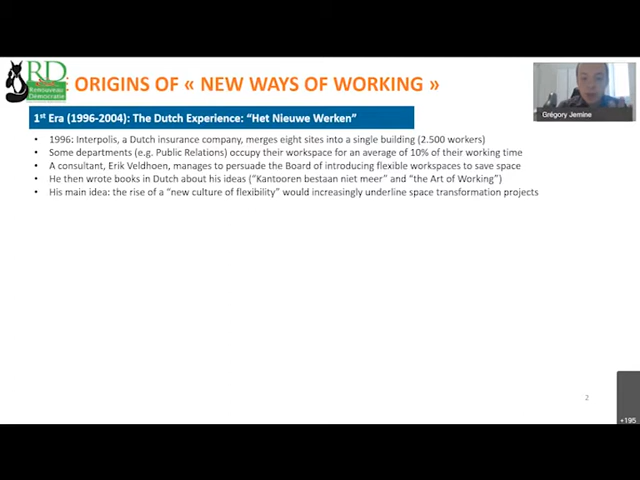 RD
Renouveau
Démocratie
ORIGINS OF « NEW WAYS OF WORKING »
Grégory Jemine
1st Era (1996-2004): The Dutch Experience: “Het Nieuwe Werken”
• 1996: Interpolis, a Dutch insurance company, merges eight sites into a single building (2.500 workers)
• Some departments (e.g. Public Relations) occupy their workspace for an average of 10% of their working time
• A consultant, Erik Veldhoen, manages to persuade the Board of introducing flexible workspaces to save space
• He then wrote books in Dutch about his ideas (“Kantooren bestaan niet meer” and “the Art of Working”)
• His main idea: the rise of a “new culture of flexibility” would increasingly underline space transformation projects
2
+195